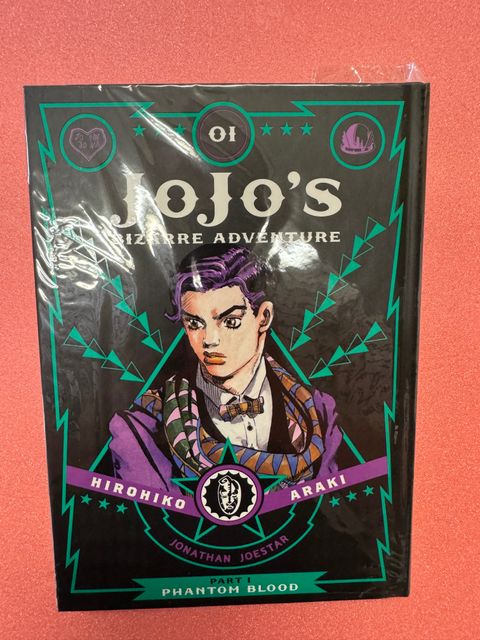 01
JOJO'S
BIZARRE ADVENTURE
HIROHIKO
ARAKI
JONATHAN JOESTAR
PART 1
PHANTOM BLOOD